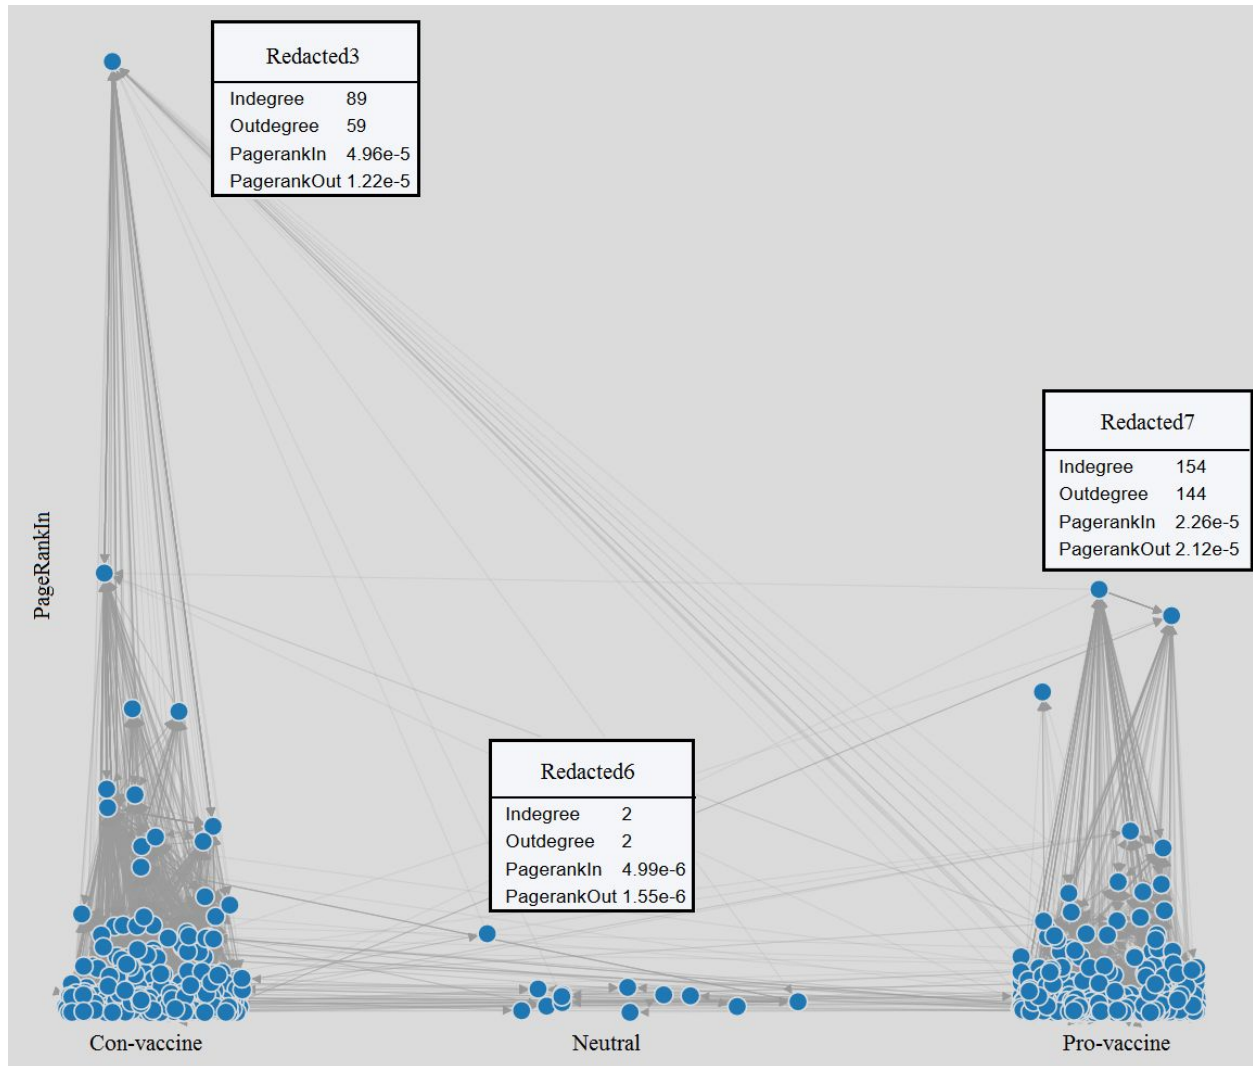 Redacted3
Indegree 89
Outdegree 59
PagerankIn 4.96e-5
PagerankOut 1.22e-5
Redacted7
Indegree 154
Outdegree 144
PagerankIn 2.26e-5
PagerankOut 2.12e-5
PageRankIn
Redacted6
Indegree 2
Outdegree 2
PagerankIn 4.99e-6
PagerankOut 1.55e-6
Con-vaccine
Neutral
Pro-vaccine